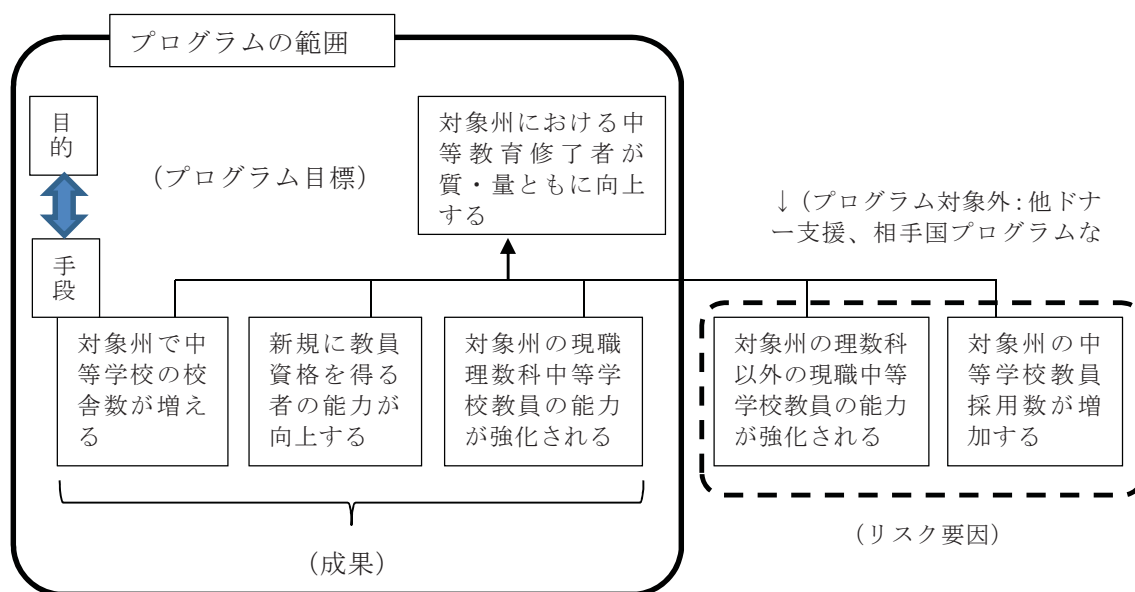 プログラムの範囲
目
的
対象州における中
等教育修了者が
質・量ともに向上
する
(プログラム目標)
↓(プログラム対象外:他ドナ
ー支援、相手国プログラムな
手
段
対象州で中
等学校の校
舎数が増え
る
新規に教員
資格を得る
者の能力が
向上する
対象州の現職
理数科中等学
校教員の能力
が強化される
対象州の理数科
以外の現職中等
学校教員の能力
が強化される
対象州の中
等学校教員
採用数が増
加する
(成果)
(リスク要因)